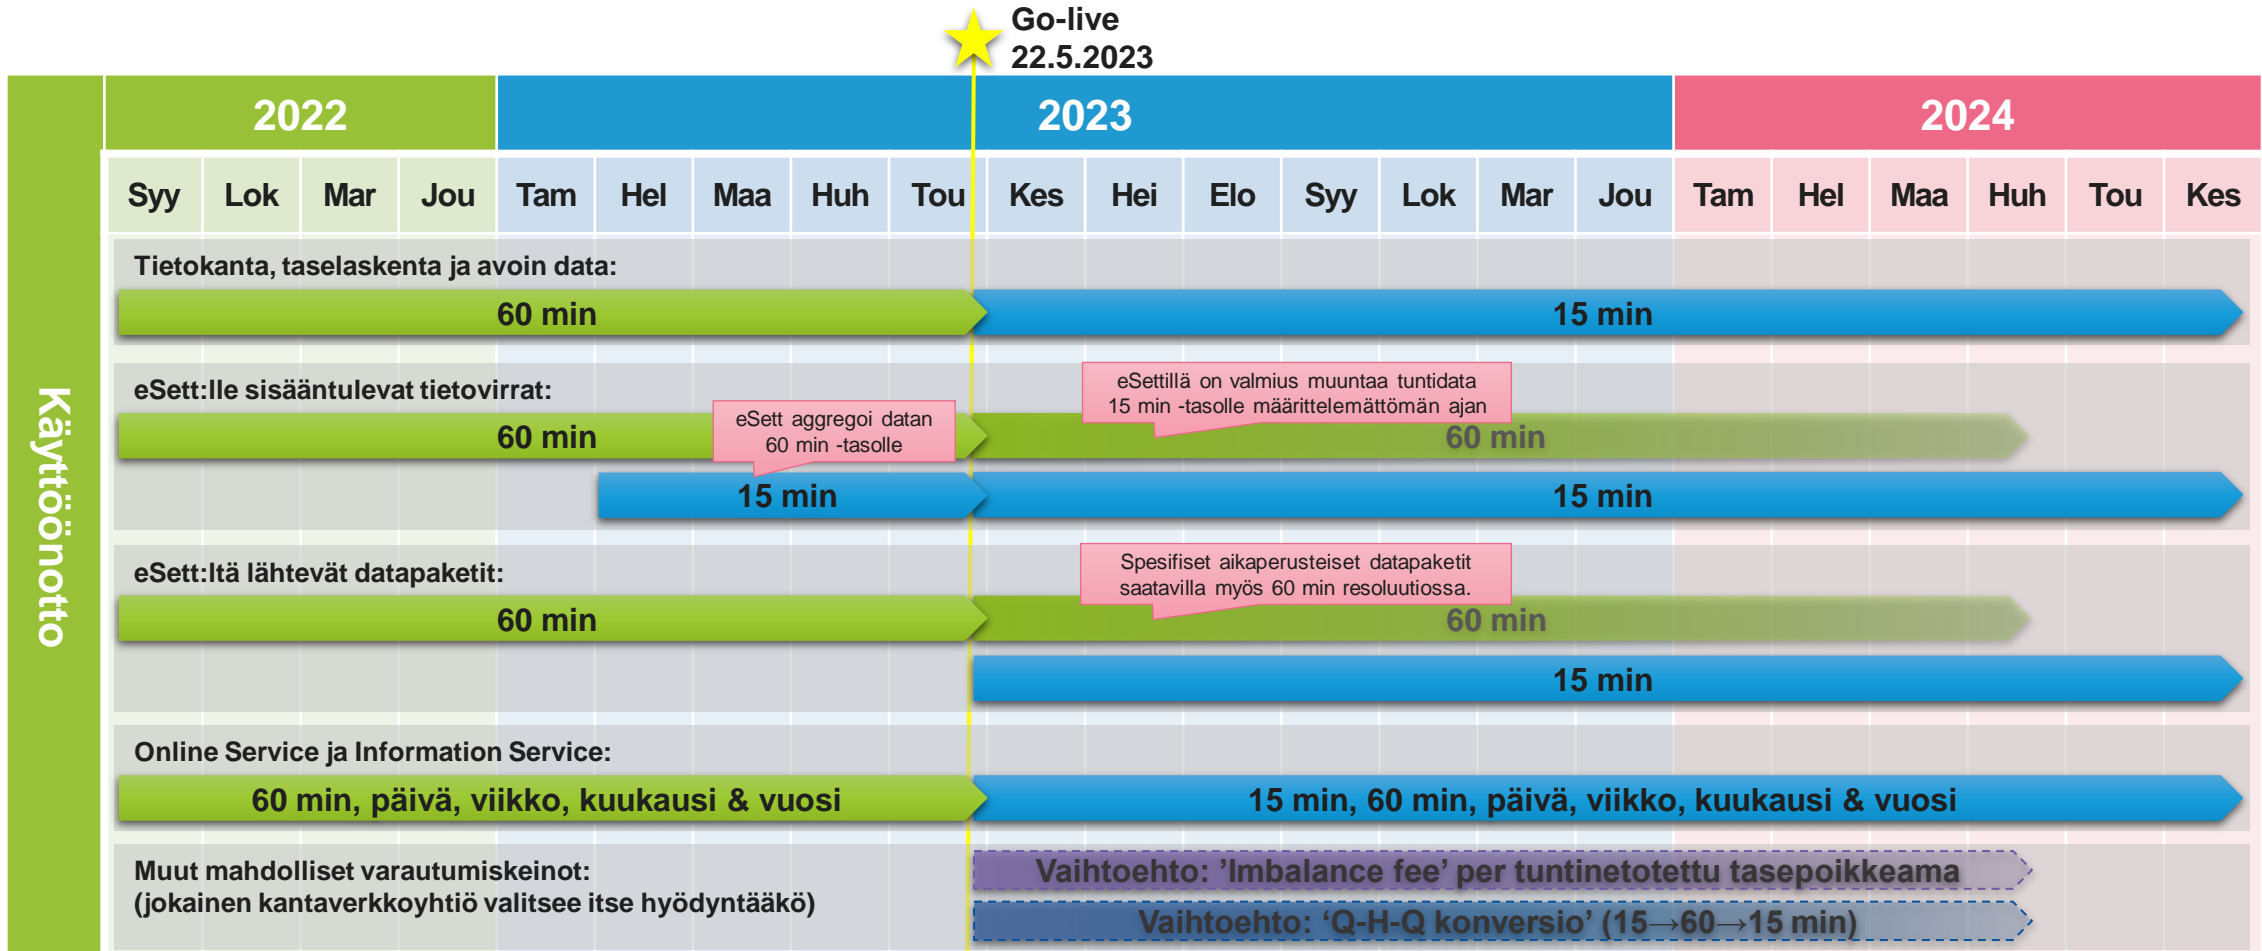 Go-live
22.5.2023
2022
2023
2024
Syy Lok Mar Jou Tam Hel Maa Huh Tou Kes Hei Elo Syy Lok Mar Jou Tam Hel Maa Huh Tou Kes
Käyttöönotto
Tietokanta, taselaskenta ja avoin data:
60 min
15 min
eSett:lle sisääntulevat tietovirrat:
eSettillä on valmius muuntaa tuntidata
15 min -tasolle määrittelemättömän ajan
60 min
eSett aggregoi datan
60 min -tasolle
60 min
15 min
15 min
eSett:ltä lähtevät datapaketit:
Spesifiset aikaperusteiset datapaketit
saatavilla myös 60 min resoluutiossa.
60 min
60 min
15 min
Online Service ja Information Service:
60 min, päivä, viikko, kuukausi & vuosi
15 min, 60 min, päivä, viikko, kuukausi & vuosi
Muut mahdolliset varautumiskeinot:
(jokainen kantaverkkoyhtiö valitsee itse hyödyntääkö)
Vaihtoehto: ’Imbalance fee’ per tuntinetotettu tasepoikkeama
Vaihtoehto: ‘Q-H-Q konversio’ (15→60→15 min)